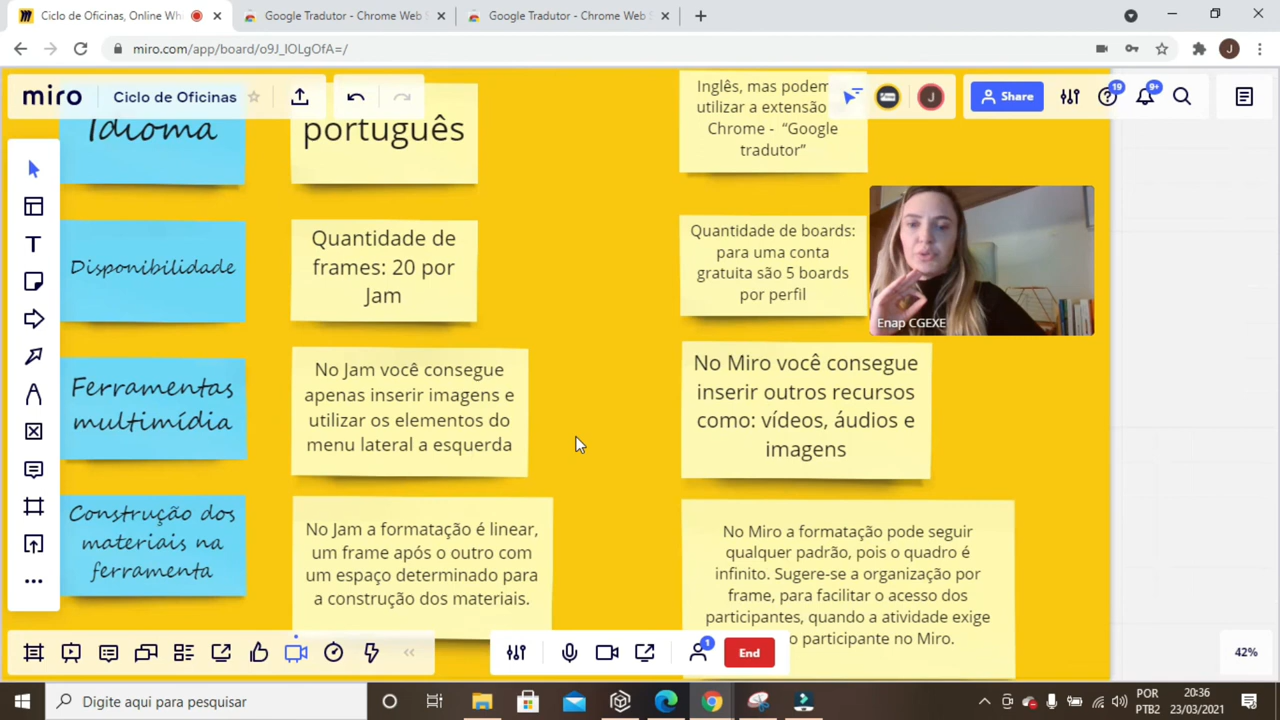 Ciclo de Oficinas, Online Wh
Google Tradutor - Chrome Web S
Google Tradutor - Chrome Web S
miro.com/app/board/o9J_lOLgOfA=/
J
miro
Ciclo de Oficinas
J
Share
19
9+
Idioma
português
Inglês, mas podem
utilizar a extensão
Chrome - “Google
tradutor”
Disponibilidade
Quantidade de
frames: 20 por
Jam
Quantidade de boards:
para uma conta
gratuita são 5 boards
por perfil
Enap CGEXE
Ferramentas
multimídia
No Jam você consegue
apenas inserir imagens e
utilizar os elementos do
menu lateral a esquerda
No Miro você consegue
inserir outros recursos
como: vídeos, áudios e
imagens
Construção dos
materiais na
ferramenta
No Jam a formatação é linear,
um frame após o outro com
um espaço determinado para
a construção dos materiais.
No Miro a formatação pode seguir
qualquer padrão, pois o quadro é
infinito. Sugere-se a organização por
frame, para facilitar o acesso dos
participantes, quando a atividade exige
o participante no Miro.
1
End
42%
Digite aqui para pesquisar
POR
PTB2
20:36
23/03/2021